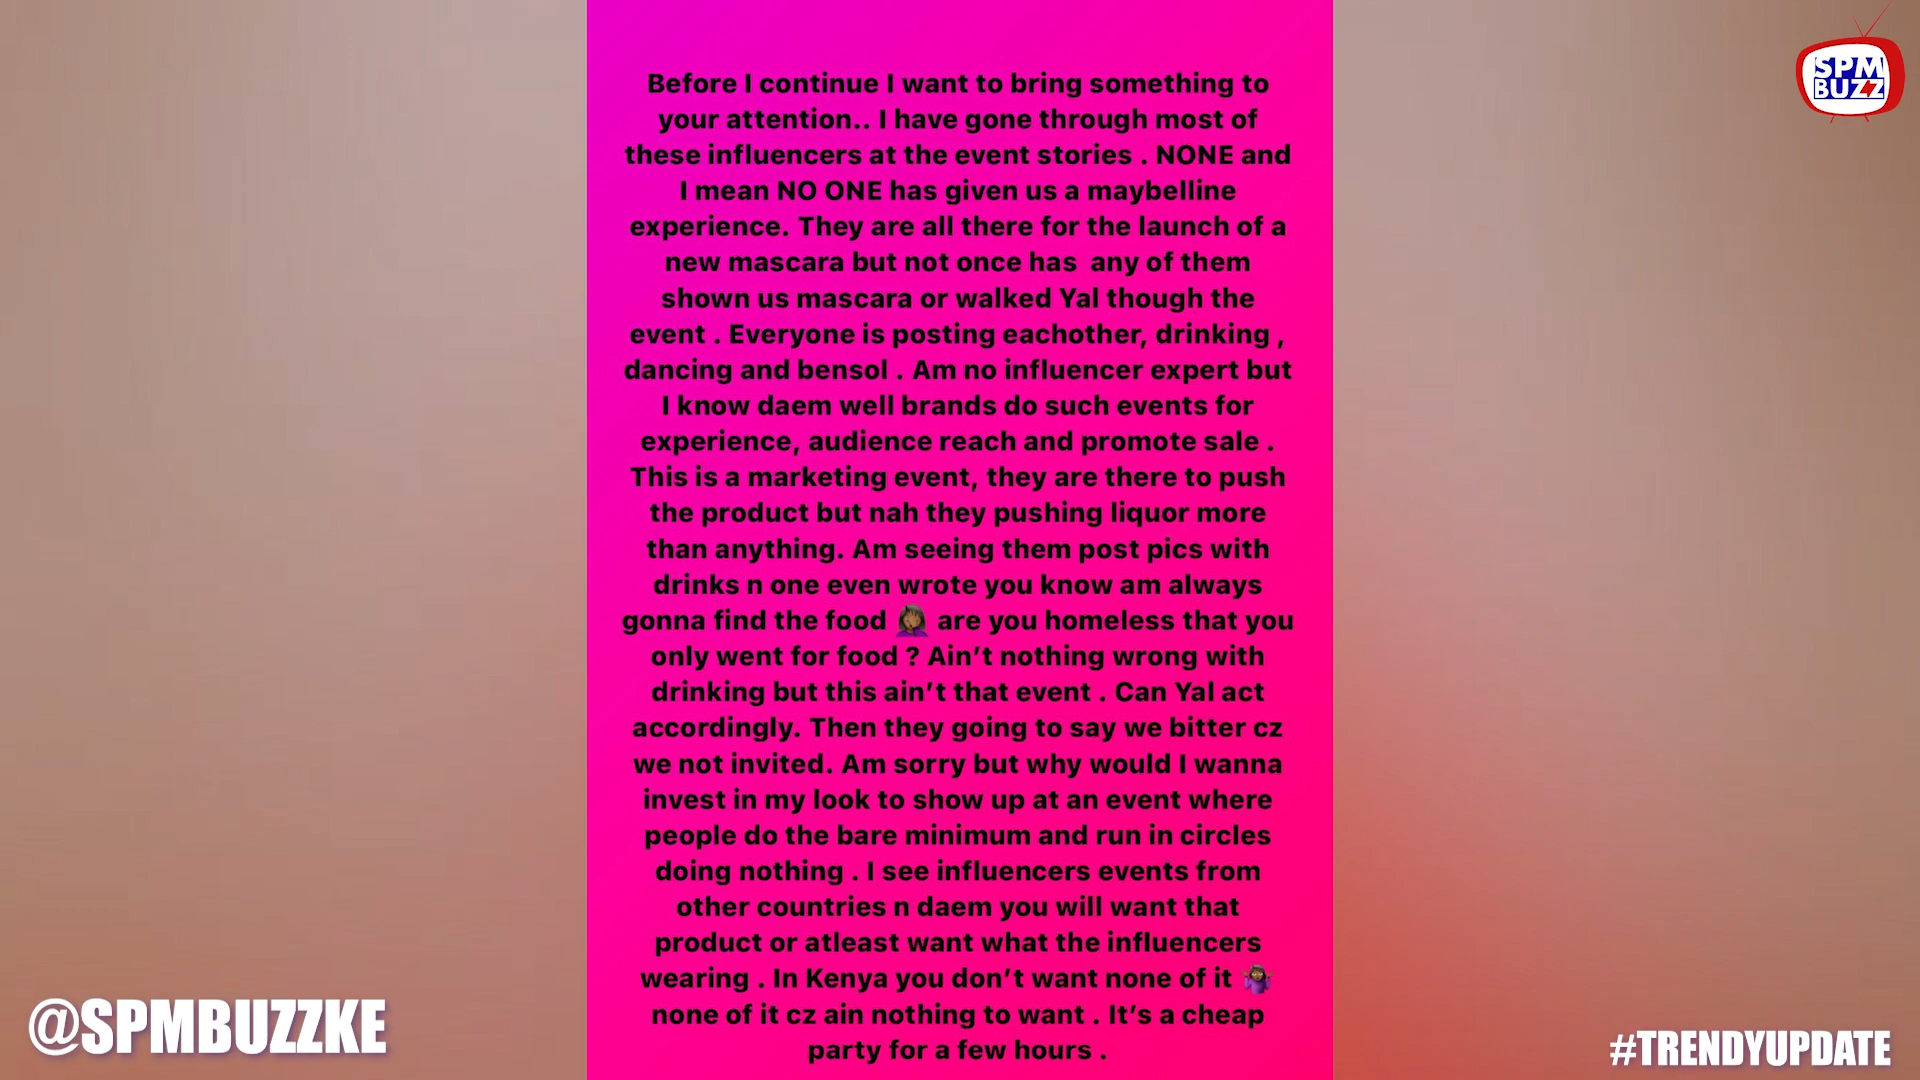 SPM
BUZZ
Before I continue I want to bring something to
your attention.. I have gone through most of
these influencers at the event stories . NONE and
I mean NO ONE has given us a maybelline
experience. They are all there for the launch of a
new mascara but not once has  any of them
shown us mascara or walked Yal though the
event . Everyone is posting eachother, drinking ,
dancing and bensol . Am no influencer expert but
I know daem well brands do such events for
experience, audience reach and promote sale .
This is a marketing event, they are there to push
the product but nah they pushing liquor more
than anything. Am seeing them post pics with
drinks n one even wrote you know am always
gonna find the food 🤦🏾‍♀️ are you homeless that you
only went for food ? Ain’t nothing wrong with
drinking but this ain’t that event . Can Yal act
accordingly. Then they going to say we bitter cz
we not invited. Am sorry but why would I wanna
invest in my look to show up at an event where
people do the bare minimum and run in circles
doing nothing . I see influencers events from
other countries n daem you will want that
product or atleast want what the influencers
wearing . In Kenya you don’t want none of it 🤷🏾‍♀️
none of it cz ain nothing to want . It’s a cheap
party for a few hours .
@SPMBUZZKE
#TRENDYUPDATE